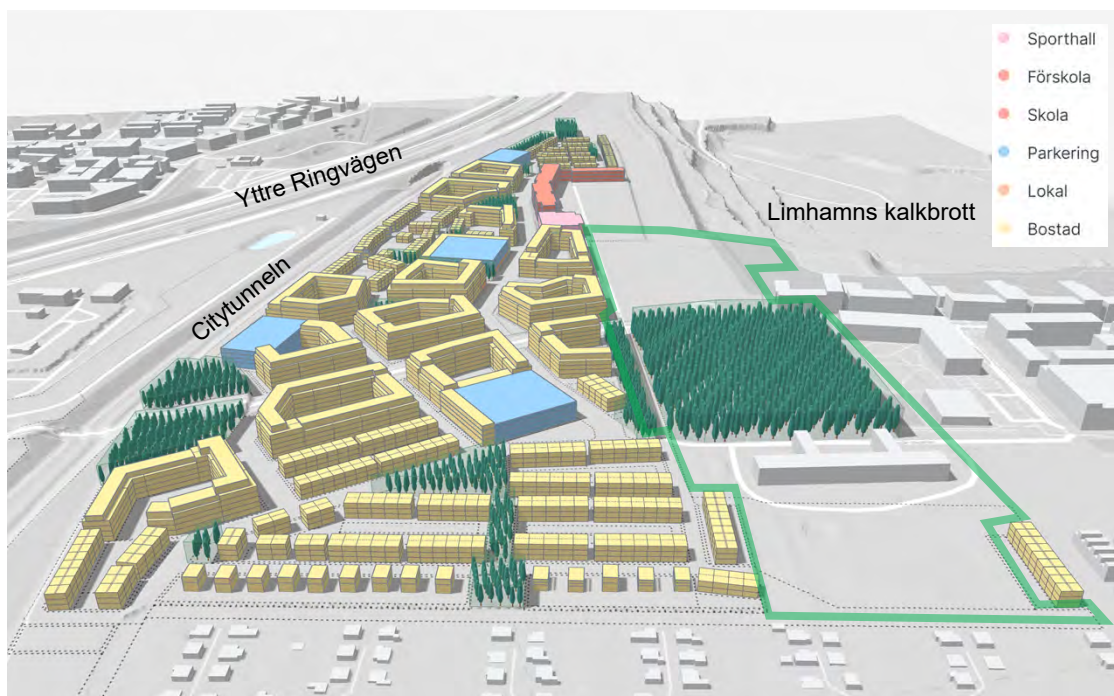 Sporthall
Förskola
Skola
Parkering
Lokal
Bostad
Yttre Ringvägen
Limhamns kalkbrott
Citytunneln